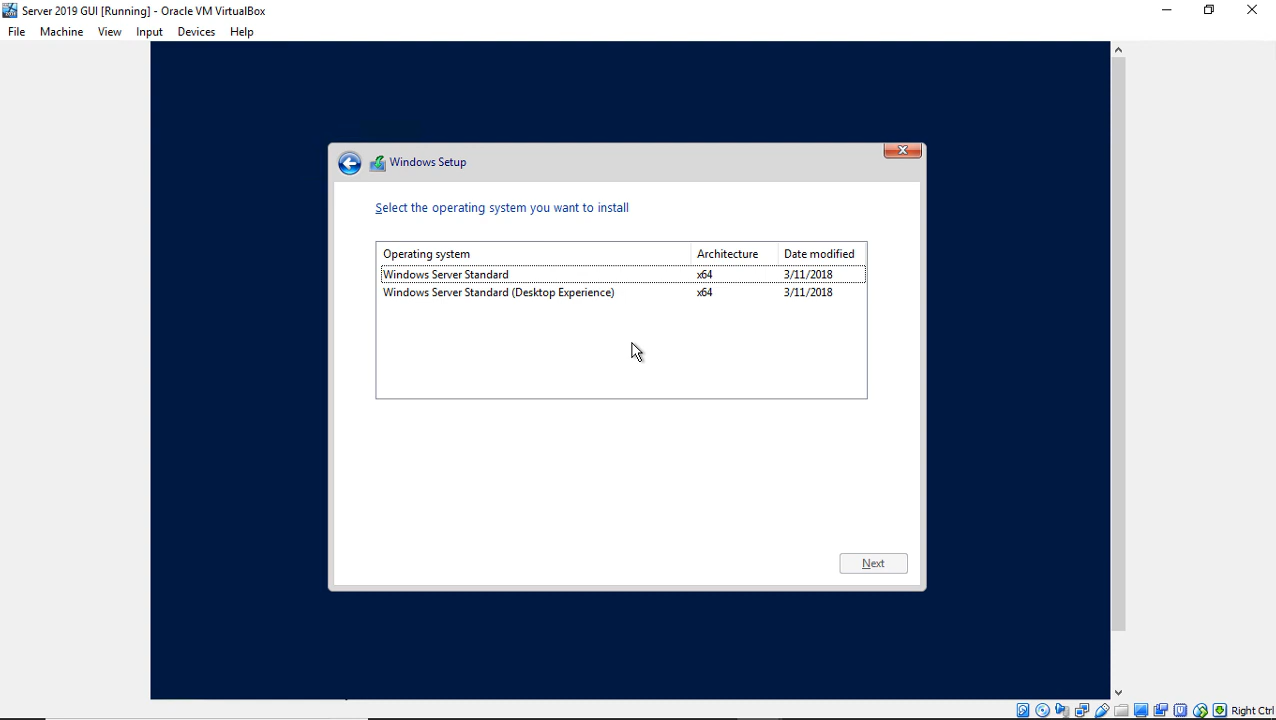 Server 2019 GUI [Running] - Oracle VM VirtualBox
File Machine View Input Devices Help
Windows Setup
Select the operating system you want to install
Operating system Architecture Date modified
Windows Server Standard x64 3/11/2018
Windows Server Standard (Desktop Experience) x64 3/11/2018
Next
Right Ctrl